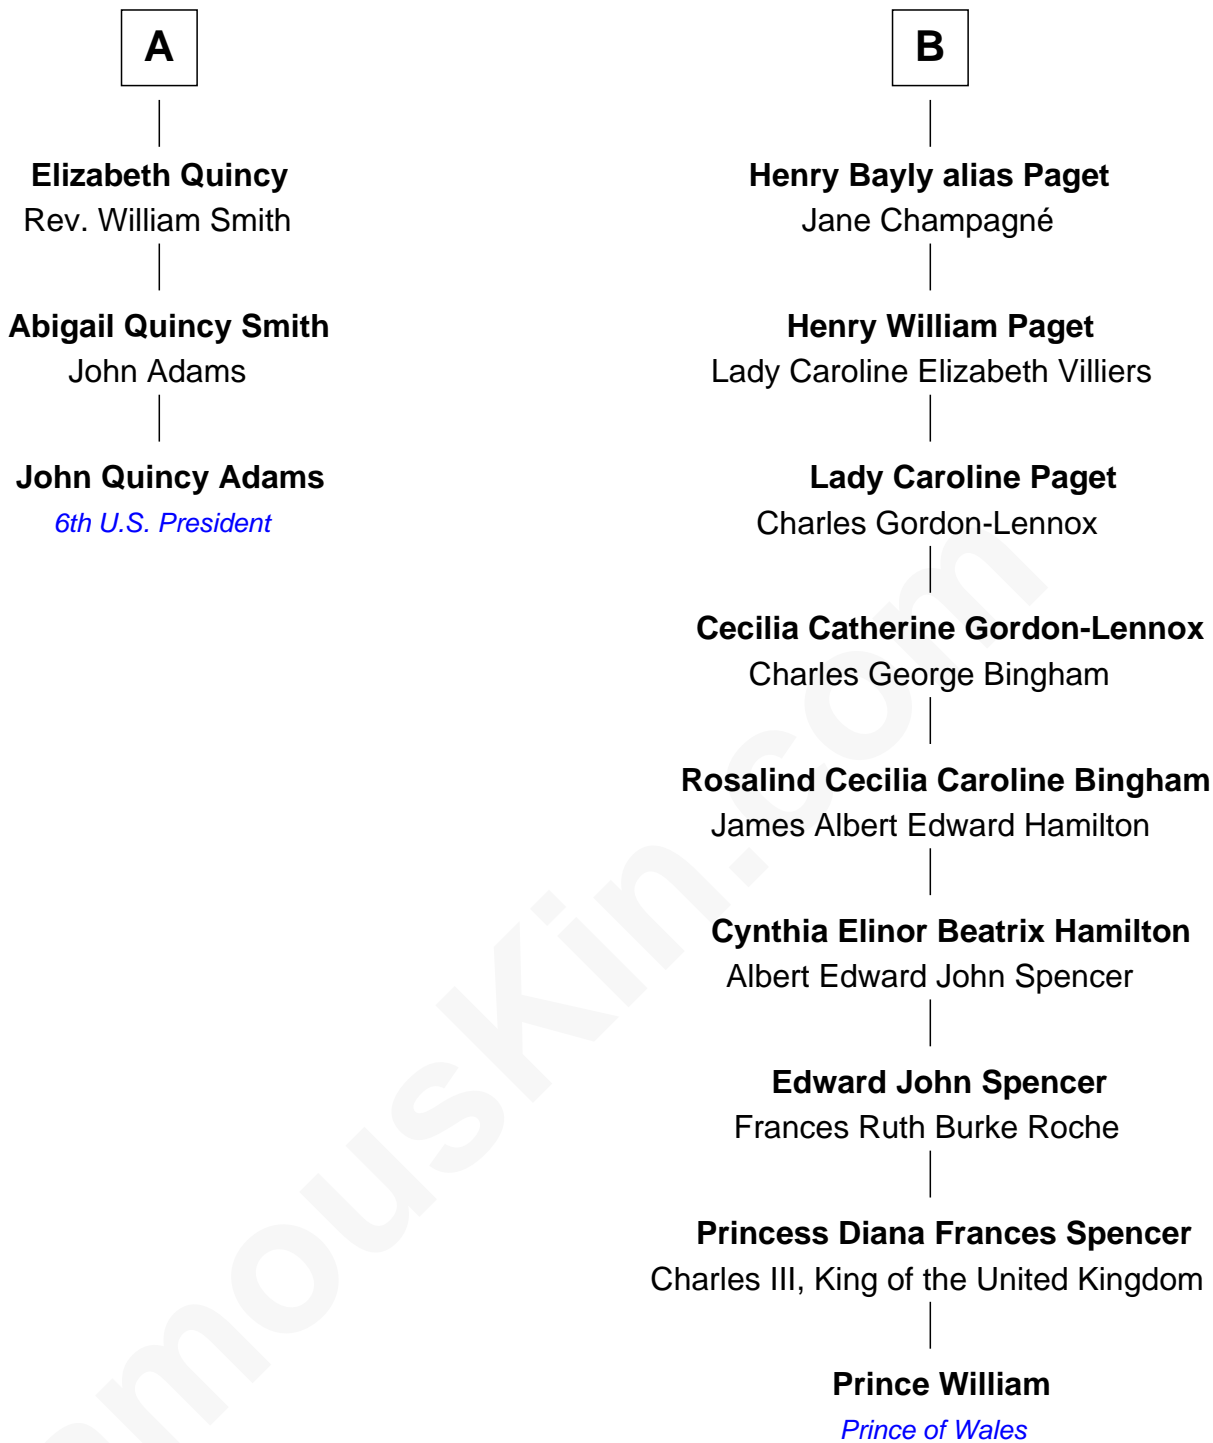 A
Elizabeth Quincy
Rev. William Smith
Abigail Quincy Smith
John Adams
John Quincy Adams
6th U.S. President
B
Henry Bayly alias Paget
Jane Champagné
Henry William Paget
Lady Caroline Elizabeth Villiers
Lady Caroline Paget
Charles Gordon-Lennox
Cecilia Catherine Gordon-Lennox
Charles George Bingham
Rosalind Cecilia Caroline Bingham
James Albert Edward Hamilton
Cynthia Elinor Beatrix Hamilton
Albert Edward John Spencer
Edward John Spencer
Frances Ruth Burke Roche
Princess Diana Frances Spencer
Charles III, King of the United Kingdom
Prince William
Prince of Wales
amouskin.com